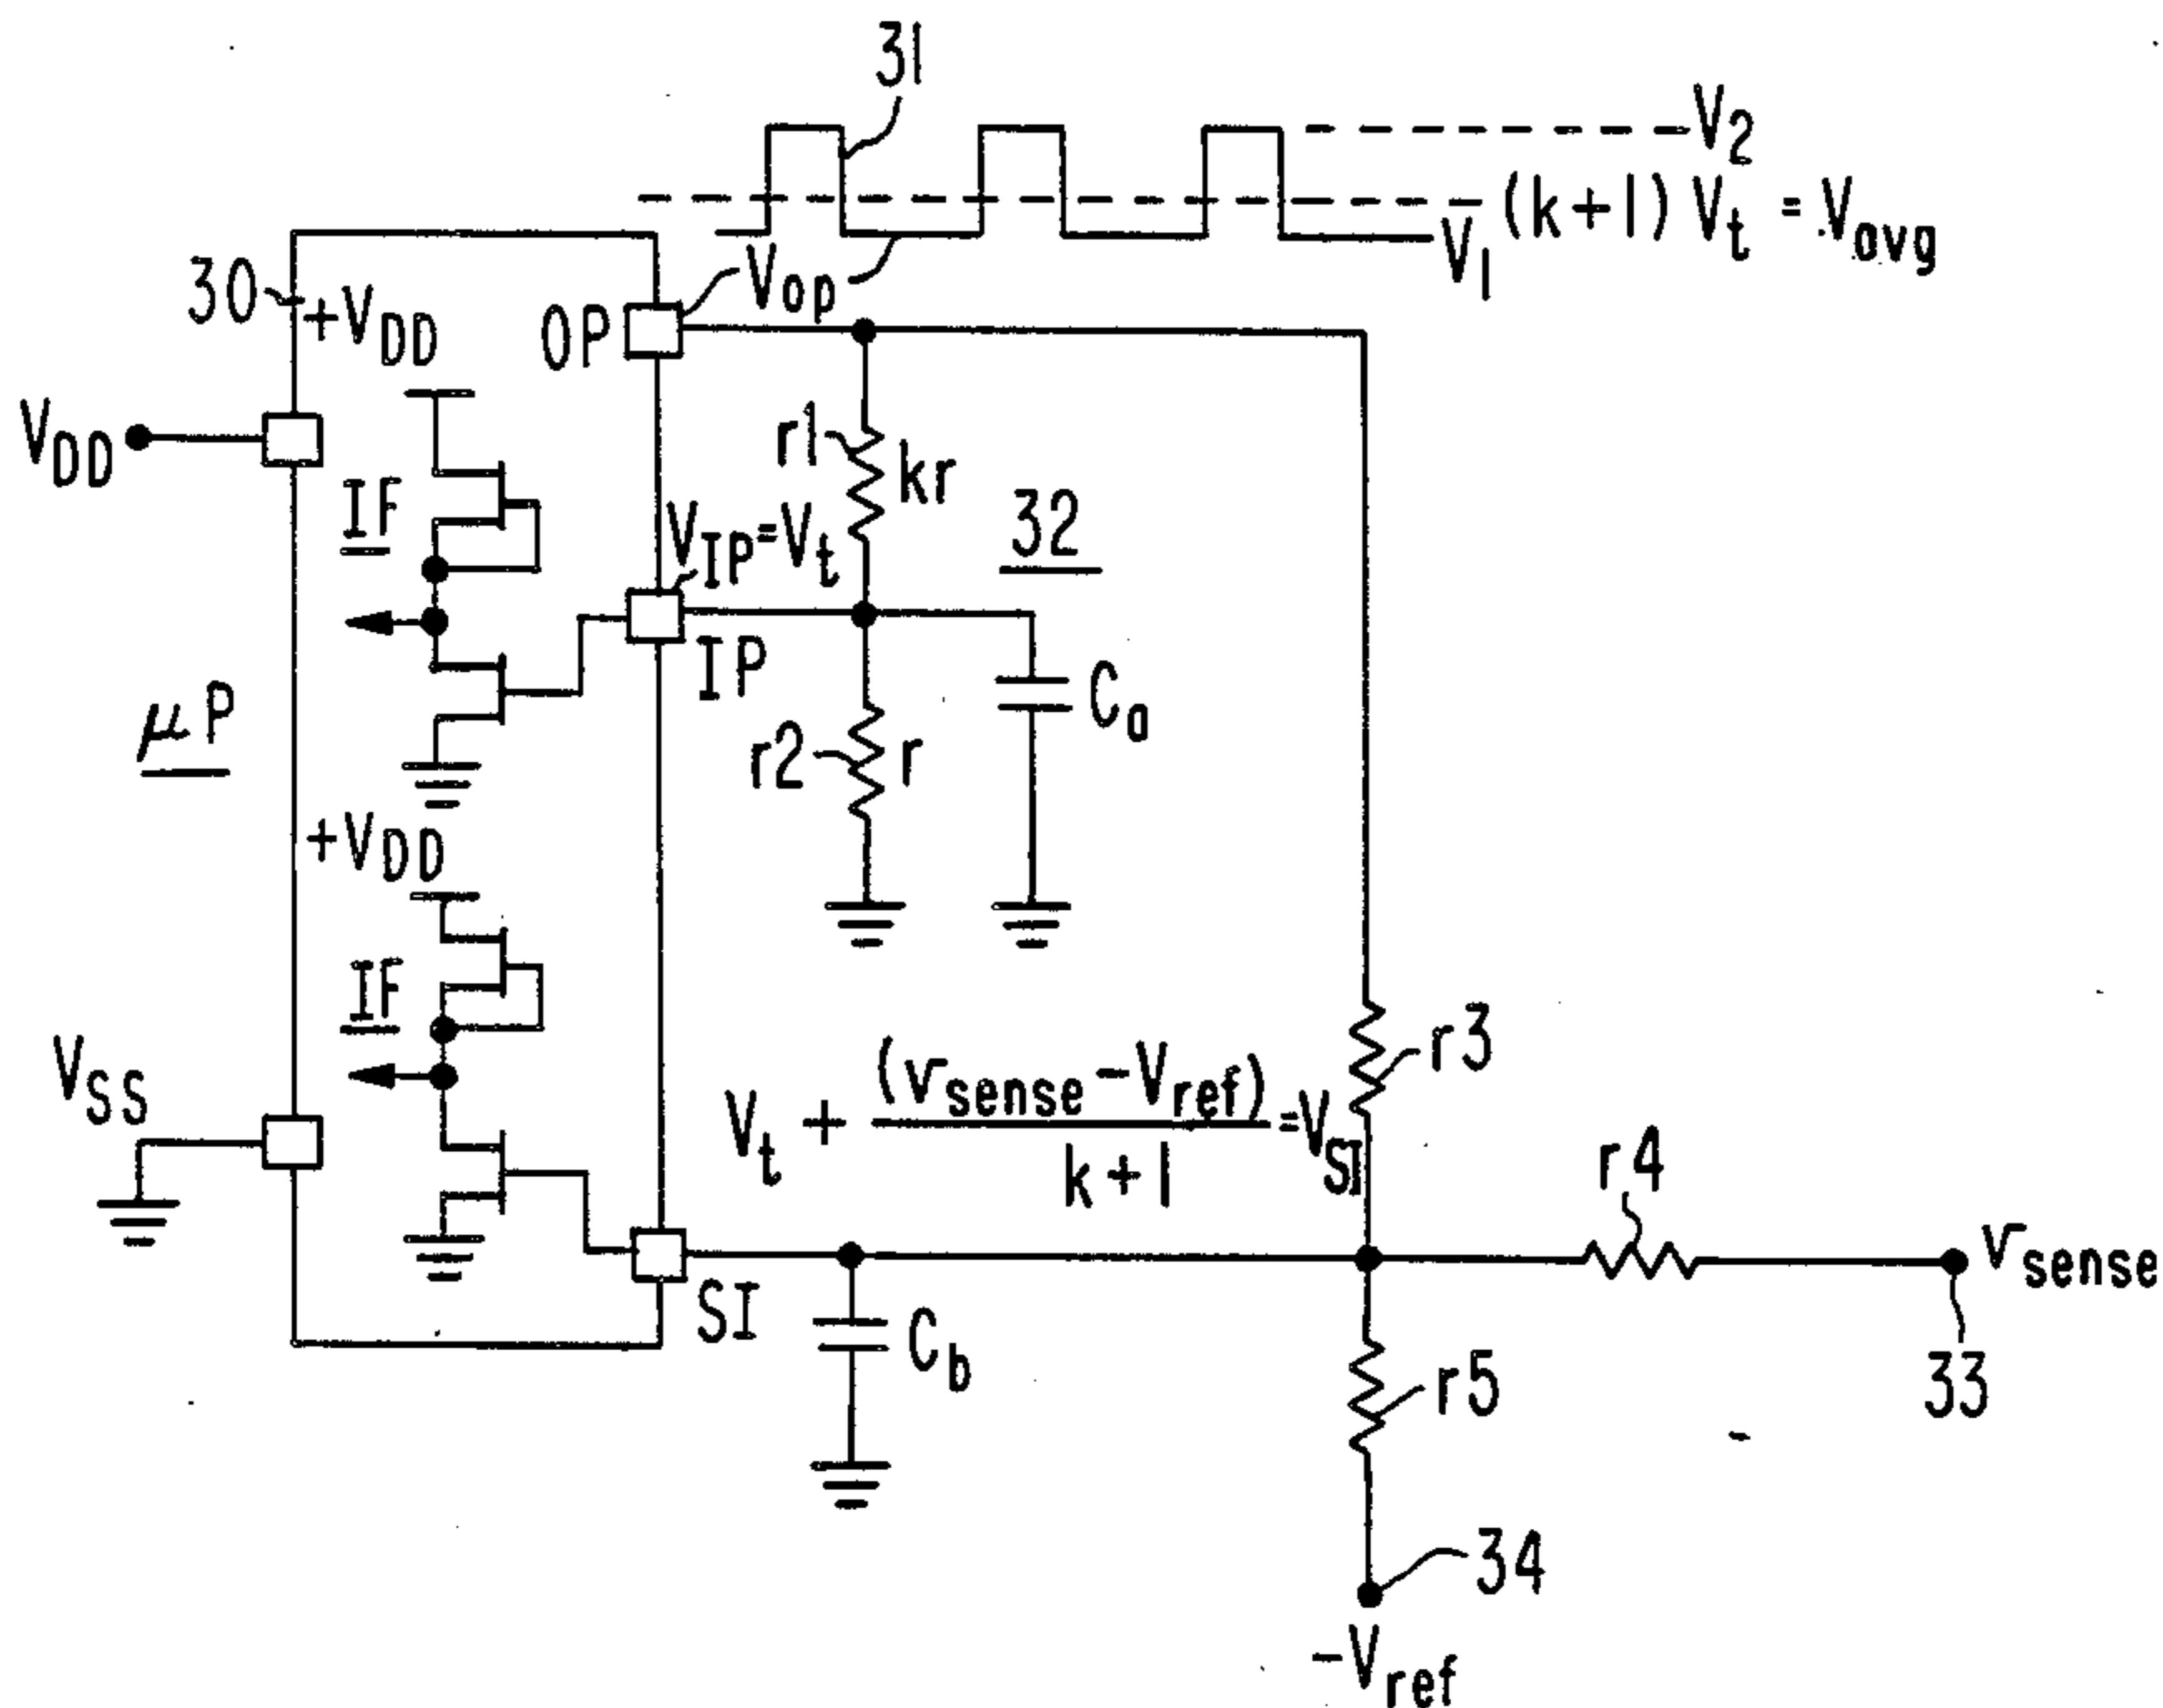 31
V2
(k+1) Vt = Vavg
V1
30
+VDD
Vop
OP
VDD
r1
kr
IF
VIP=Vt
32
IP
Ca
μP
r2
r
+VDD
IF
r3
VSS
Vt + (vsense -Vref) / k+1 =VSI
r4
vsense
SI
Cb
r5
33
34
-Vref